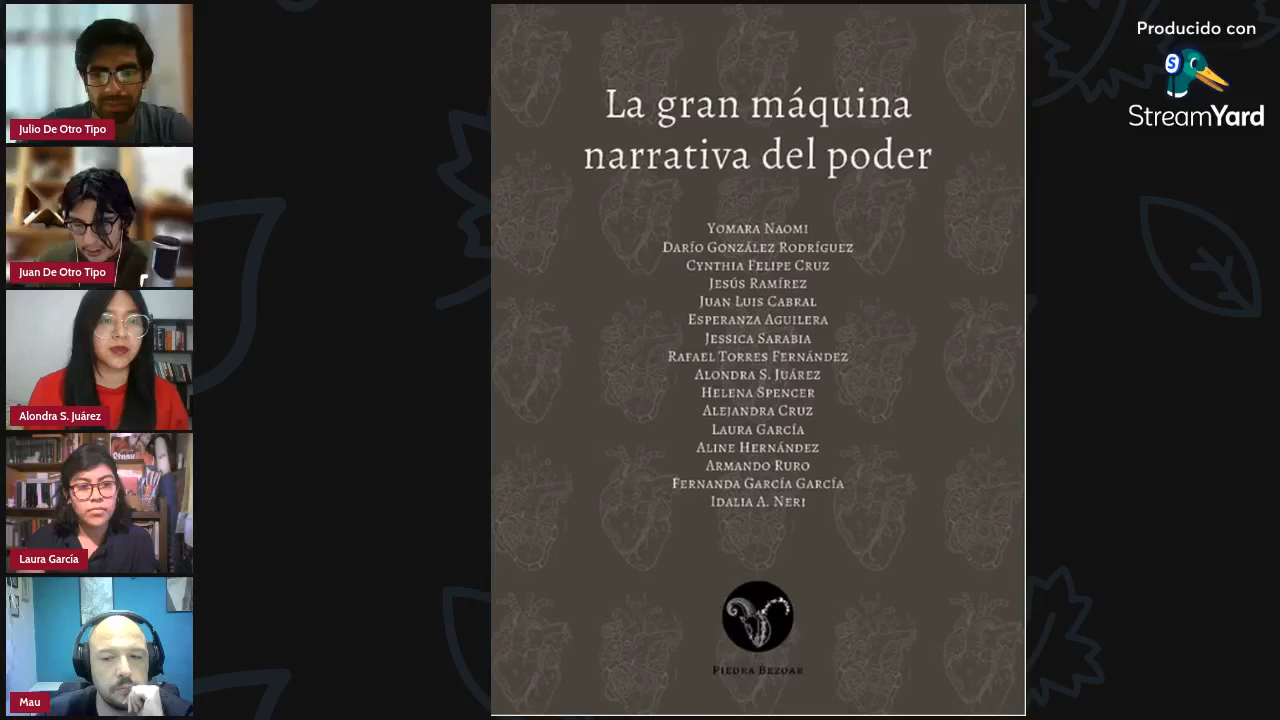 Julio De Otro Tipo
Juan De Otro Tipo
Alondra S. Juárez
Laura García
Mau
La gran máquina
narrativa del poder
Yomara Naomi
Darío González Rodríguez
Cynthia Felipe Cruz
Jesús Ramírez
Juan Luis Cabral
Esperanza Aguilera
Jessica Sarabia
Rafael Torres Fernández
Alondra S. Juárez
Helena Spencer
Alejandra Cruz
Laura García
Aline Hernández
Armando Ruro
Fernanda García García
Idalia A. Neri
Piedra Bezoar
Producido con
S
StreamYard